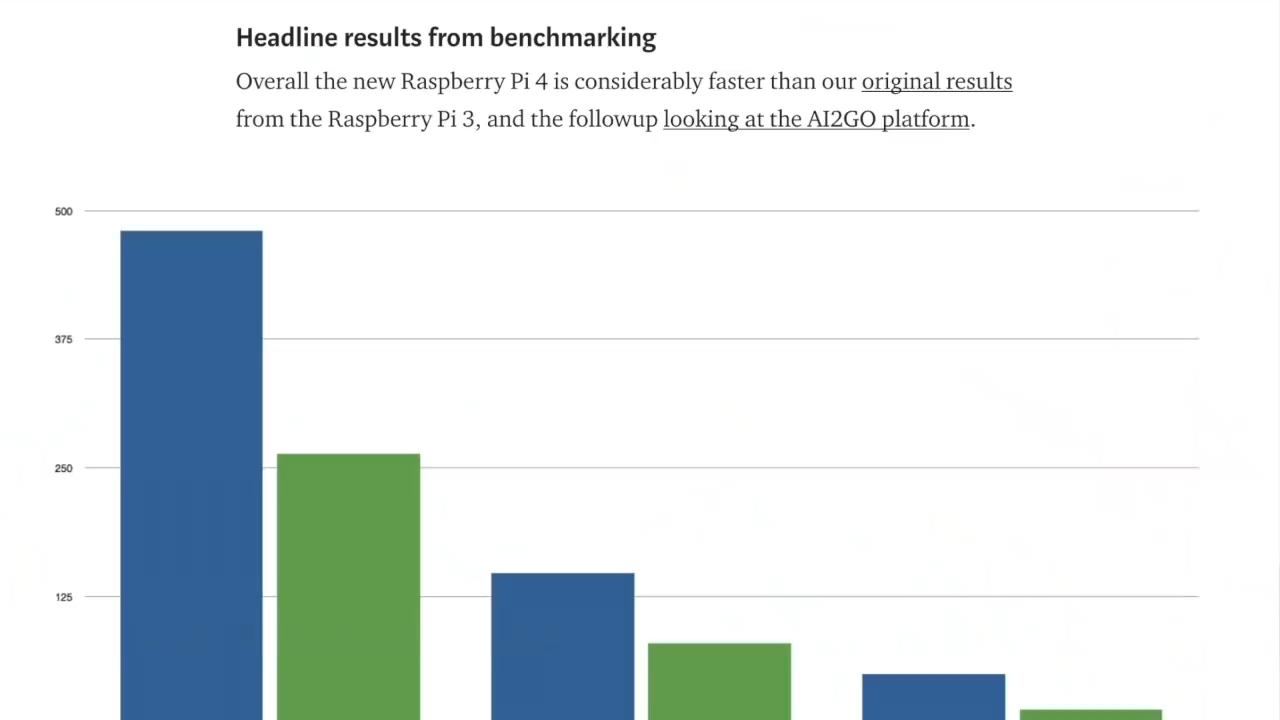 Headline results from benchmarking
Overall the new Raspberry Pi 4 is considerably faster than our original results
from the Raspberry Pi 3, and the followup looking at the AI2GO platform.
500
375
250
125